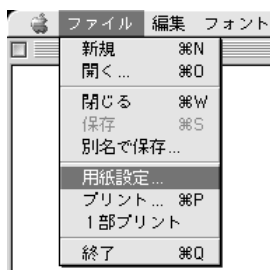 ファイル 編集 フォント
新規 ⌘N
開く... ⌘O
閉じる ⌘W
保存 ⌘S
別名で保存...
用紙設定...
プリント... ⌘P
1部プリント
終了 ⌘Q